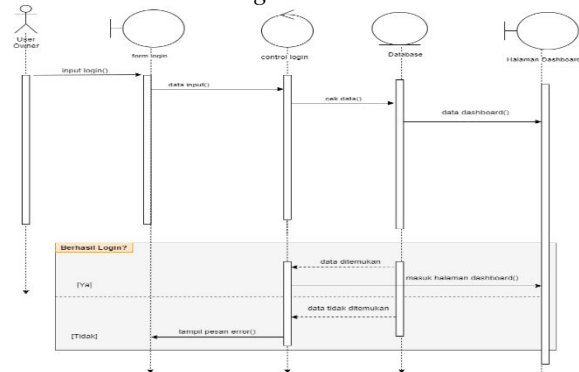 User
Owner
form login
control login
Database
Halaman Dashboard
input login()
data input()
cek data()
data dashboard()
Berhasil Login?
data ditemukan
[Ya]
masuk halaman dashboard()
data tidak ditemukan
[Tidak]
tampil pesan error()